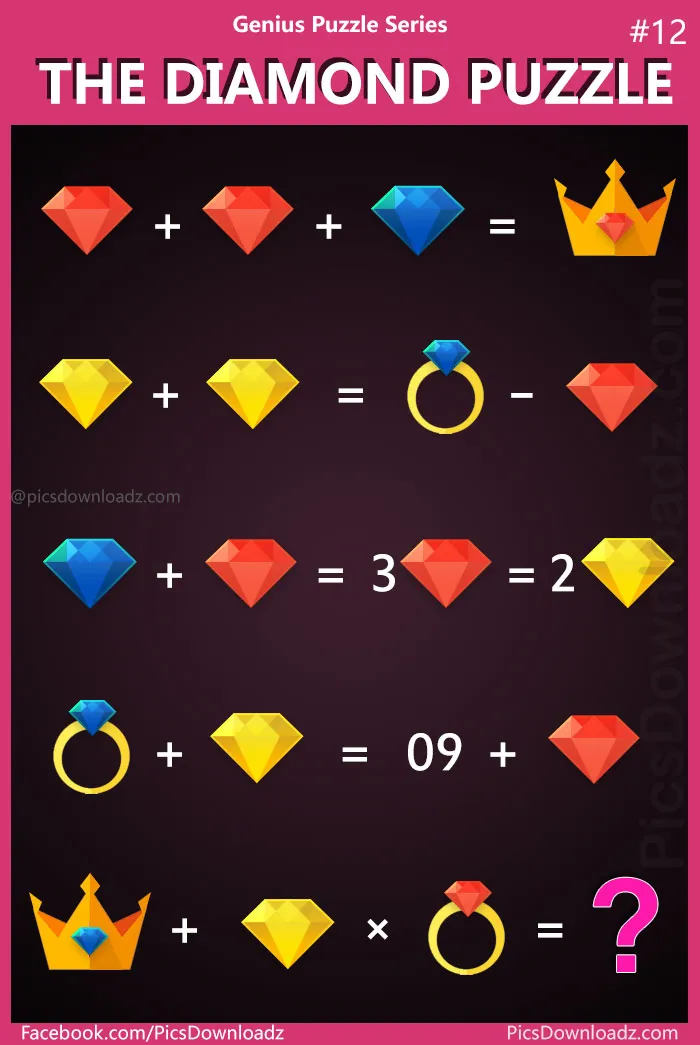 Genius Puzzle Series
#12
THE DIAMOND PUZZLE
+ + =
+ = -
@picsdownloadz.com
+ = 3 = 2
+ = 09 +
+ × = ?
PicsDownloadz.com
Facebook.com/PicsDownloadz
PicsDownloadz.com